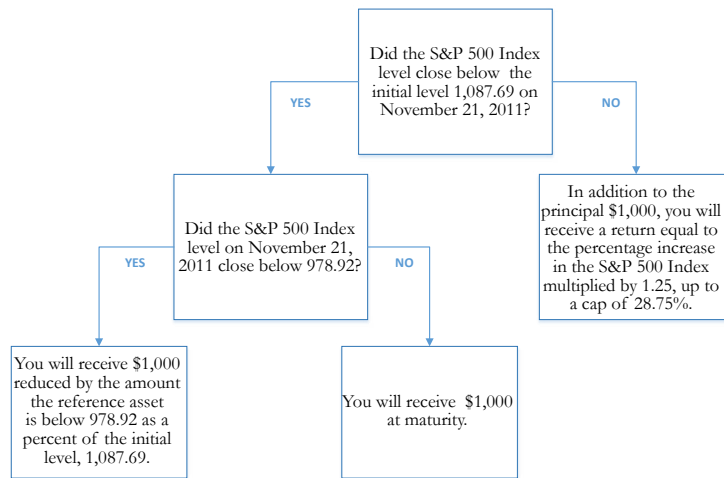 Did the S&P 500 Index
level close below the
initial level 1,087.69 on
November 21, 2011?
YES
NO
Did the S&P 500 Index
level on November 21,
2011 close below 978.92?
In addition to the
principal $1,000, you will
receive a return equal to
the percentage increase
in the S&P 500 Index
multiplied by 1.25, up to
a cap of 28.75%.
YES
NO
You will receive $1,000
reduced by the amount
the reference asset
is below 978.92 as a
percent of the initial
level, 1,087.69.
You will receive $1,000
at maturity.